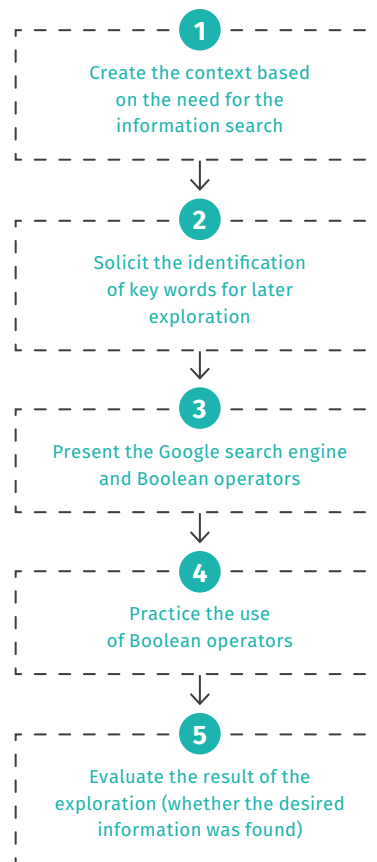 1
Create the context based
on the need for the
information search
2
Solicit the identification
of key words for later
exploration
3
Present the Google search engine
and Boolean operators
4
Practice the use
of Boolean operators
5
Evaluate the result of the
exploration (whether the desired
information was found)